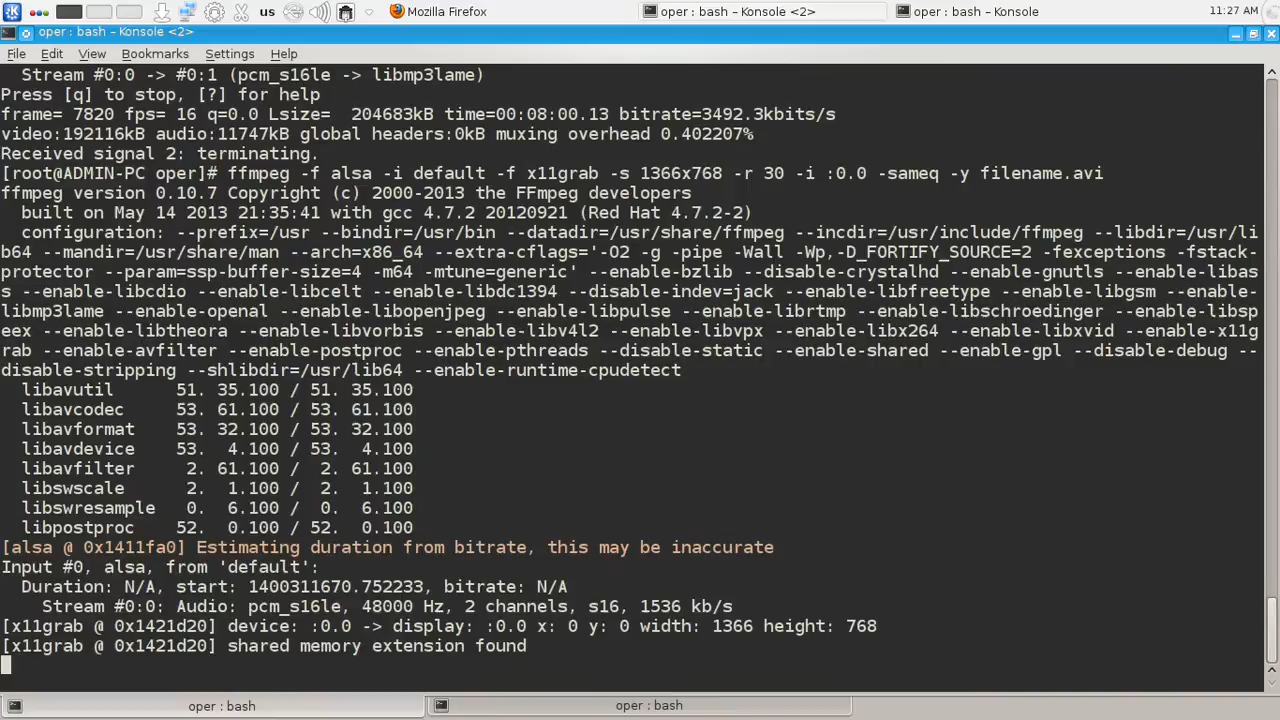 us
Mozilla Firefox
oper : bash – Konsole <2>
oper : bash – Konsole
11:27 AM
oper : bash – Konsole <2>
File Edit View Bookmarks Settings Help
Stream #0:0 -> #0:1 (pcm_s16le -> libmp3lame)
Press [q] to stop, [?] for help
frame= 7820 fps= 16 q=0.0 Lsize=  204683kB time=00:08:00.13 bitrate=3492.3kbits/s
video:192116kB audio:11747kB global headers:0kB muxing overhead 0.402207%
Received signal 2: terminating.
[root@ADMIN-PC oper]# ffmpeg -f alsa -i default -f x11grab -s 1366x768 -r 30 -i :0.0 -sameq -y filename.avi
ffmpeg version 0.10.7 Copyright (c) 2000-2013 the FFmpeg developers
built on May 14 2013 21:35:41 with gcc 4.7.2 20120921 (Red Hat 4.7.2-2)
configuration: --prefix=/usr --bindir=/usr/bin --datadir=/usr/share/ffmpeg --incdir=/usr/include/ffmpeg --libdir=/usr/li
b64 --mandir=/usr/share/man --arch=x86_64 --extra-cflags='-O2 -g -pipe -Wall -Wp,-D_FORTIFY_SOURCE=2 -fexceptions -fstack-
protector --param=ssp-buffer-size=4 -m64 -mtune=generic' --enable-bzlib --disable-crystalhd --enable-gnutls --enable-libas
s --enable-libcdio --enable-libcelt --enable-libdc1394 --disable-indev=jack --enable-libfreetype --enable-libgsm --enable-
libmp3lame --enable-openal --enable-libopenjpeg --enable-libpulse --enable-librtmp --enable-libschroedinger --enable-libsp
eex --enable-libtheora --enable-libvorbis --enable-libv4l2 --enable-libvpx --enable-libx264 --enable-libxvid --enable-x11g
rab --enable-avfilter --enable-postproc --enable-pthreads --disable-static --enable-shared --enable-gpl --disable-debug --
disable-stripping --shlibdir=/usr/lib64 --enable-runtime-cpudetect
libavutil      51. 35.100 / 51. 35.100
libavcodec     53. 61.100 / 53. 61.100
libavformat    53. 32.100 / 53. 32.100
libavdevice    53.  4.100 / 53.  4.100
libavfilter     2. 61.100 /  2. 61.100
libswscale      2.  1.100 /  2.  1.100
libswresample   0.  6.100 /  0.  6.100
libpostproc    52.  0.100 / 52.  0.100
[alsa @ 0x1411fa0] Estimating duration from bitrate, this may be inaccurate
Input #0, alsa, from 'default':
Duration: N/A, start: 1400311670.752233, bitrate: N/A
Stream #0:0: Audio: pcm_s16le, 48000 Hz, 2 channels, s16, 1536 kb/s
[x11grab @ 0x1421d20] device: :0.0 -> display: :0.0 x: 0 y: 0 width: 1366 height: 768
[x11grab @ 0x1421d20] shared memory extension found
oper : bash
oper : bash